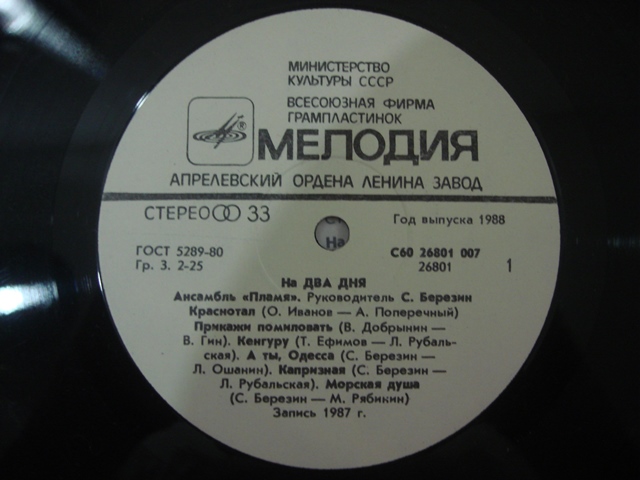 МИНИСТЕРСТВО
КУЛЬТУРЫ СССР
ВСЕСОЮЗНАЯ ФИРМА
ГРАМПЛАСТИНОК
®
МЕЛОДИЯ
АПРЕЛЕВСКИЙ ОРДЕНА ЛЕНИНА ЗАВОД
СТЕРЕО 33
Год выпуска 1988
На
ГОСТ 5289-80
С60 26801 007
Гр. 3. 2-25
26801
1
На ДВА ДНЯ
Ансамбль «Пламя». Руководитель С. Березин
Краснотал (О. Иванов — А. Поперечный)
Прикажи помиловать (В. Добрынин —
В. Гин). Кенгуру (Т. Ефимов — Л. Рубаль-
ская). А ты, Одесса (С. Березин —
Л. Ошанин). Капризная (С. Березин —
Л. Рубальская). Морская душа
(С. Березин — М. Рябикин)
Запись 1987 г.